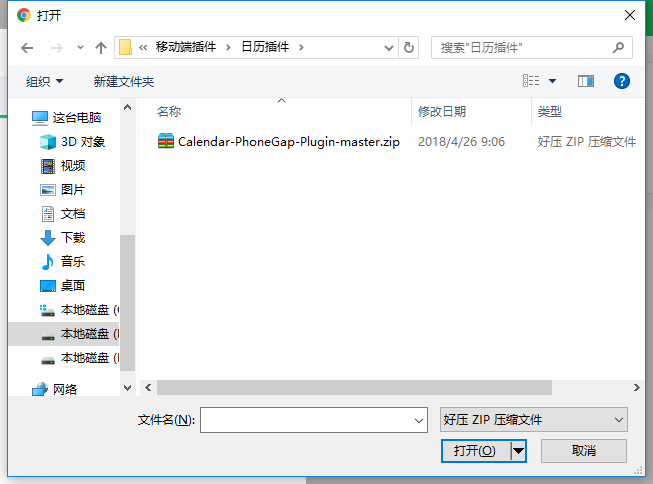 打开
« 移动端插件 › 日历插件 ›
搜索"日历插件"
组织
新建文件夹
这台电脑
3D 对象
视频
图片
文档
下载
音乐
桌面
本地磁盘 (
本地磁盘 (
本地磁盘 (
网络
名称
修改日期
类型
Calendar-PhoneGap-Plugin-master.zip
2018/4/26 9:06
好压 ZIP 压缩文件
文件名(N):
好压 ZIP 压缩文件
打开(O)
取消